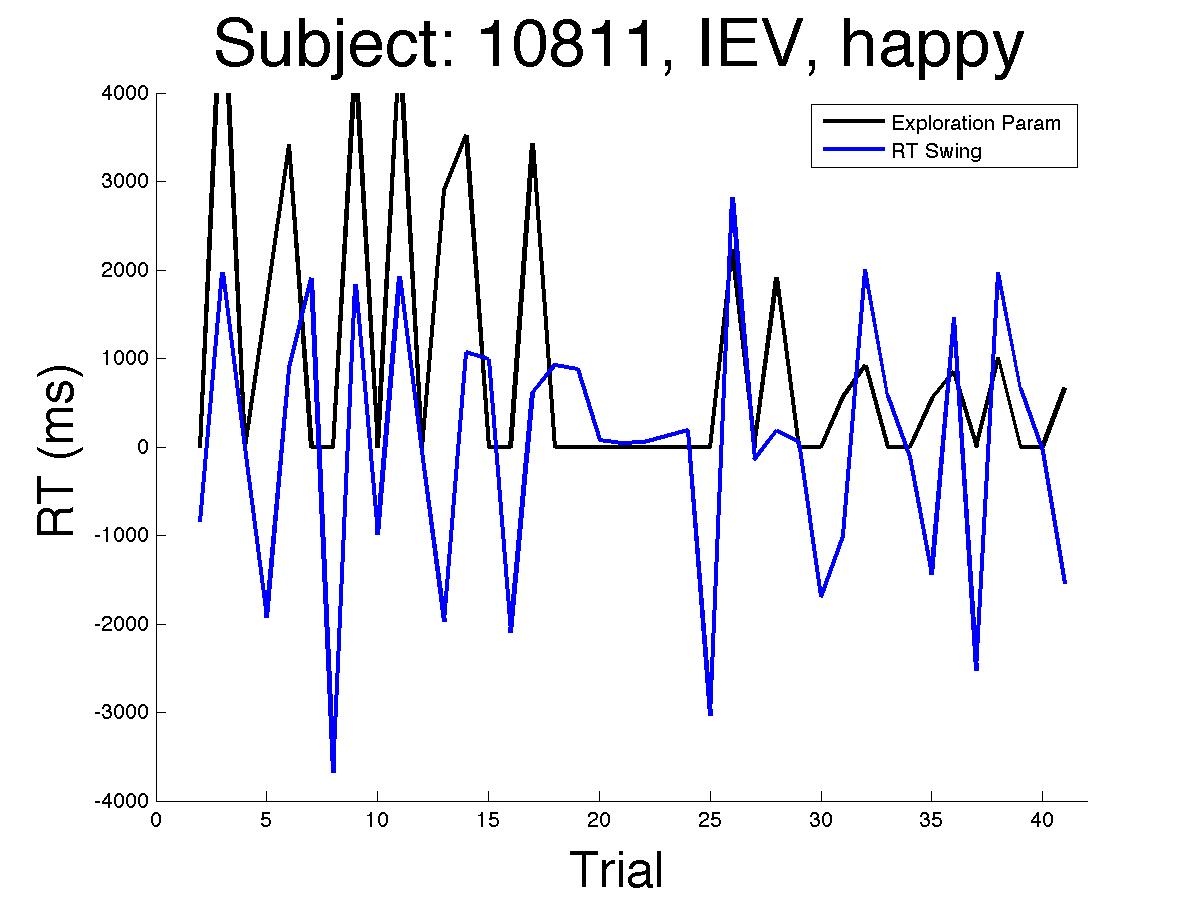 Subject: 10811, IEV, happy
Exploration Param
RT Swing
4000
3000
2000
1000
0
-1000
-2000
-3000
-4000
RT (ms)
0 5 10 15 20 25 30 35 40
Trial